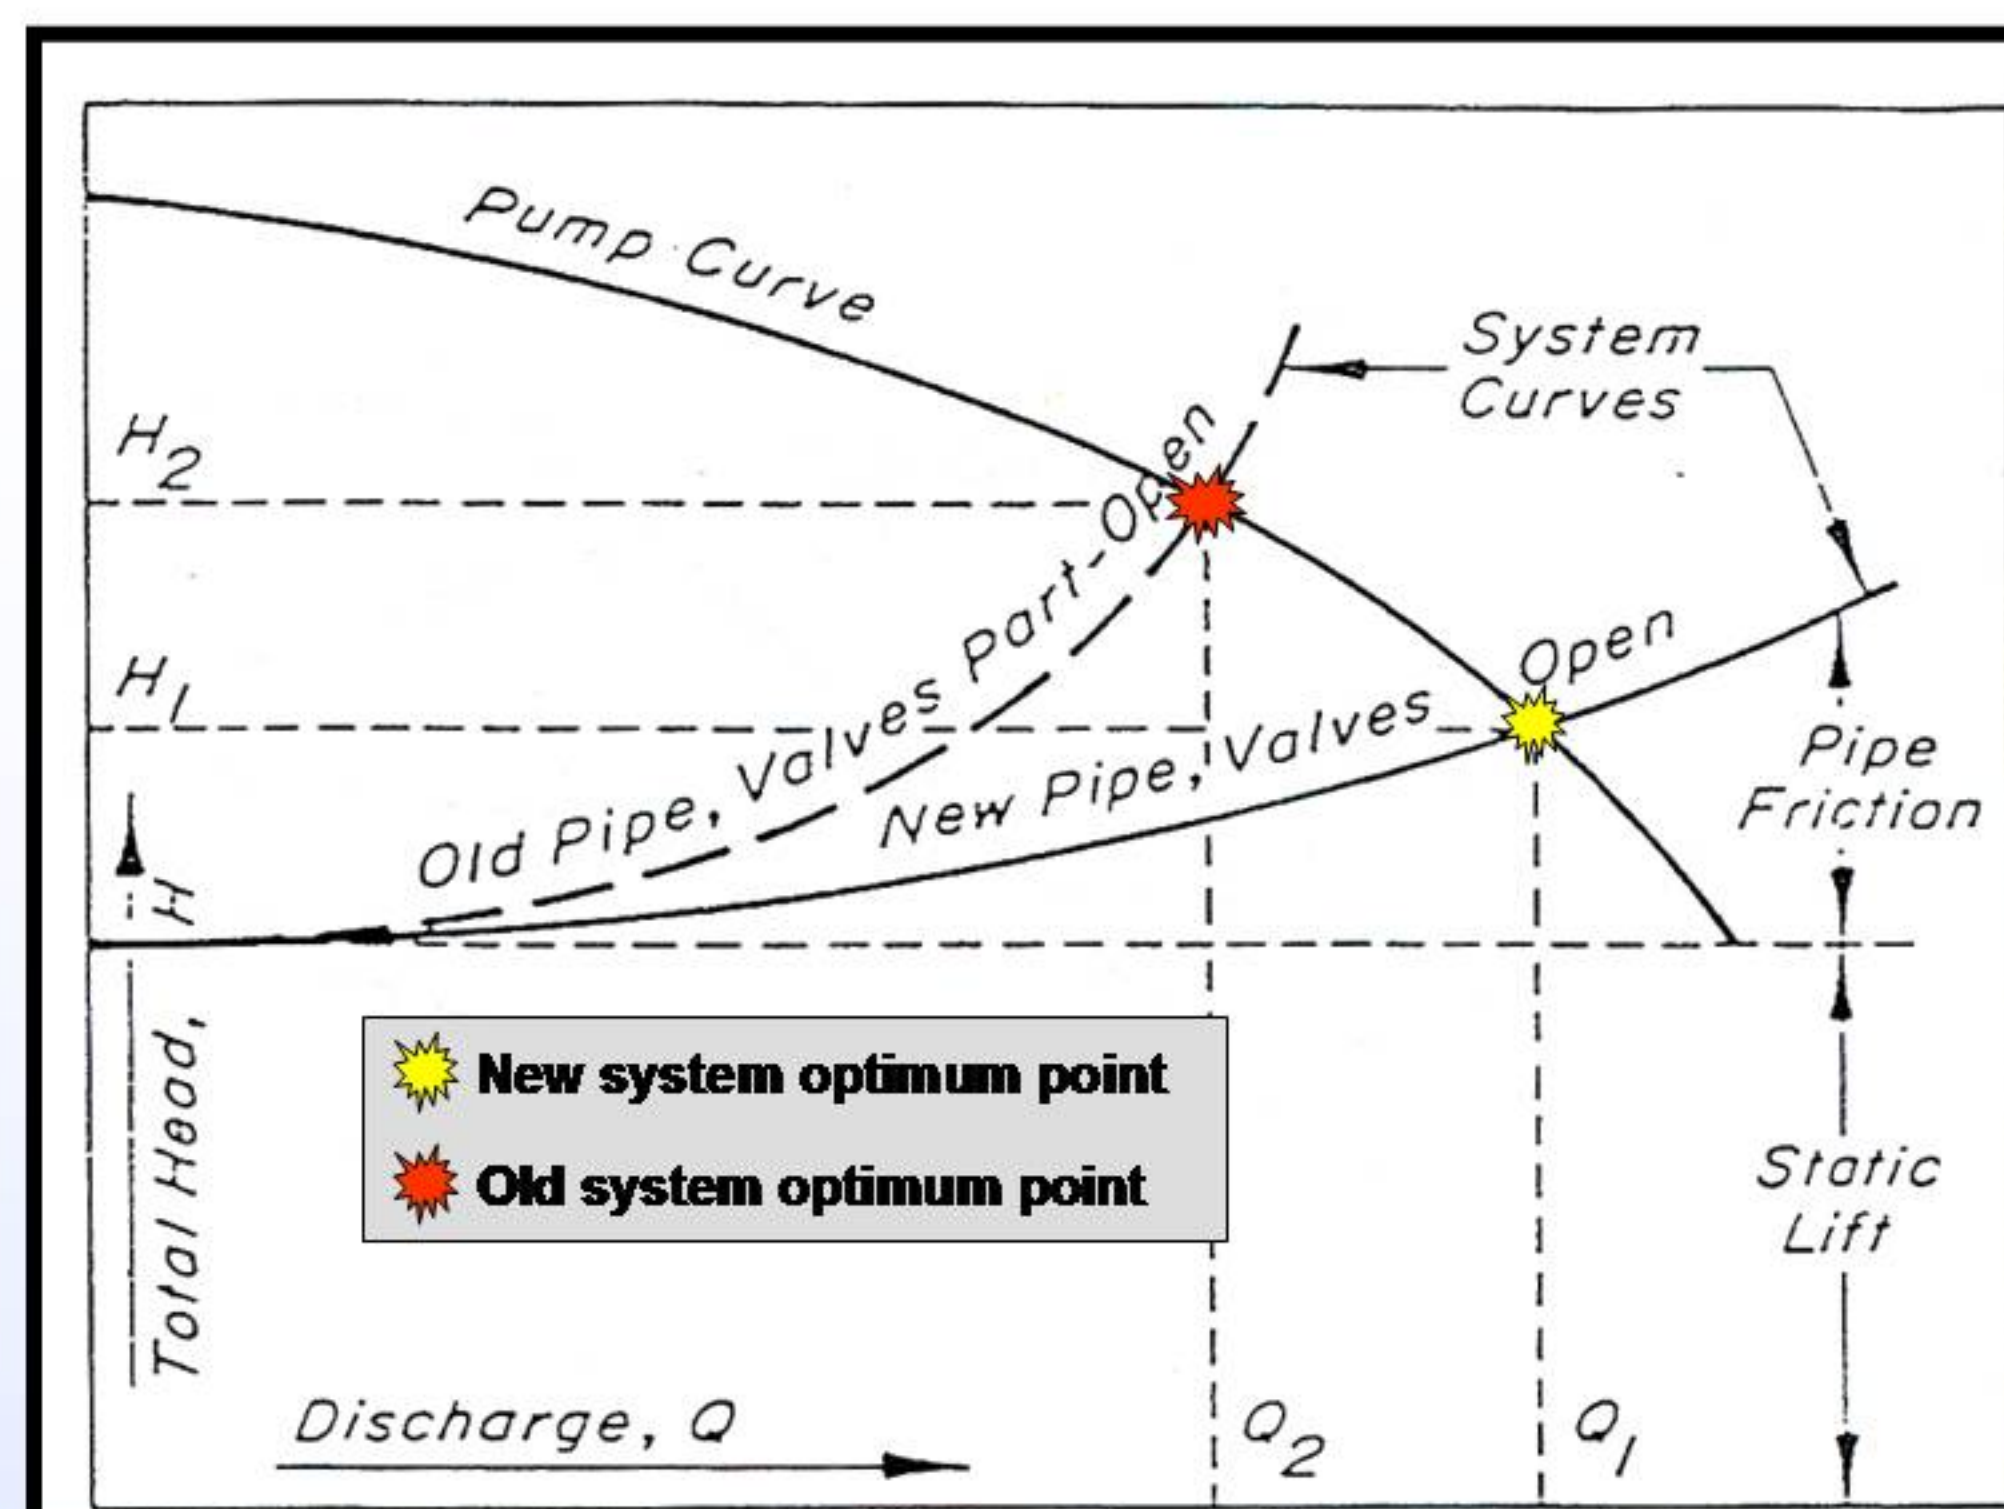 Pump Curve
System
Curves
H2
Old Pipe, Valves Part-Open
H1
New Pipe, Valves Open
Pipe
Friction
Total Head, H
New system optimum point
Old system optimum point
Static
Lift
Discharge, Q
Q2
Q1